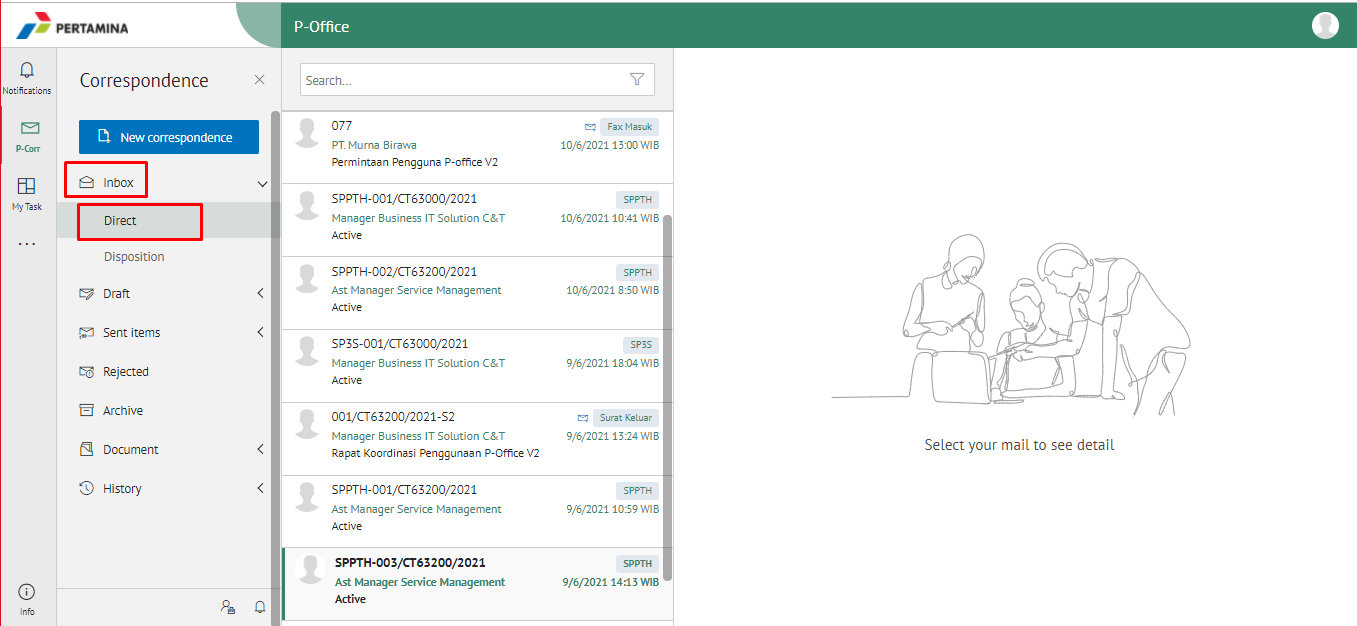 PERTAMINA
P-Office
Notifications
P-Corr
My Task
Info
Correspondence
New correspondence
Inbox
Direct
Disposition
Draft
Sent items
Rejected
Archive
Document
History
Search...
077
Fax Masuk
PT. Murna Birawa
10/6/2021 13:00 WIB
Permintaan Pengguna P-office V2
SPPTH-001/CT63000/2021
SPPTH
Manager Business IT Solution C&T
10/6/2021 10:41 WIB
Active
SPPTH-002/CT63200/2021
SPPTH
Ast Manager Service Management
10/6/2021 8:50 WIB
Active
SP3S-001/CT63000/2021
SP3S
Manager Business IT Solution C&T
9/6/2021 18:04 WIB
Active
001/CT63200/2021-S2
Surat Keluar
Manager Business IT Solution C&T
9/6/2021 13:24 WIB
Rapat Koordinasi Penggunaan P-Office V2
SPPTH-001/CT63200/2021
SPPTH
Ast Manager Service Management
9/6/2021 10:59 WIB
Active
SPPTH-003/CT63200/2021
SPPTH
Ast Manager Service Management
9/6/2021 14:13 WIB
Active
Select your mail to see detail